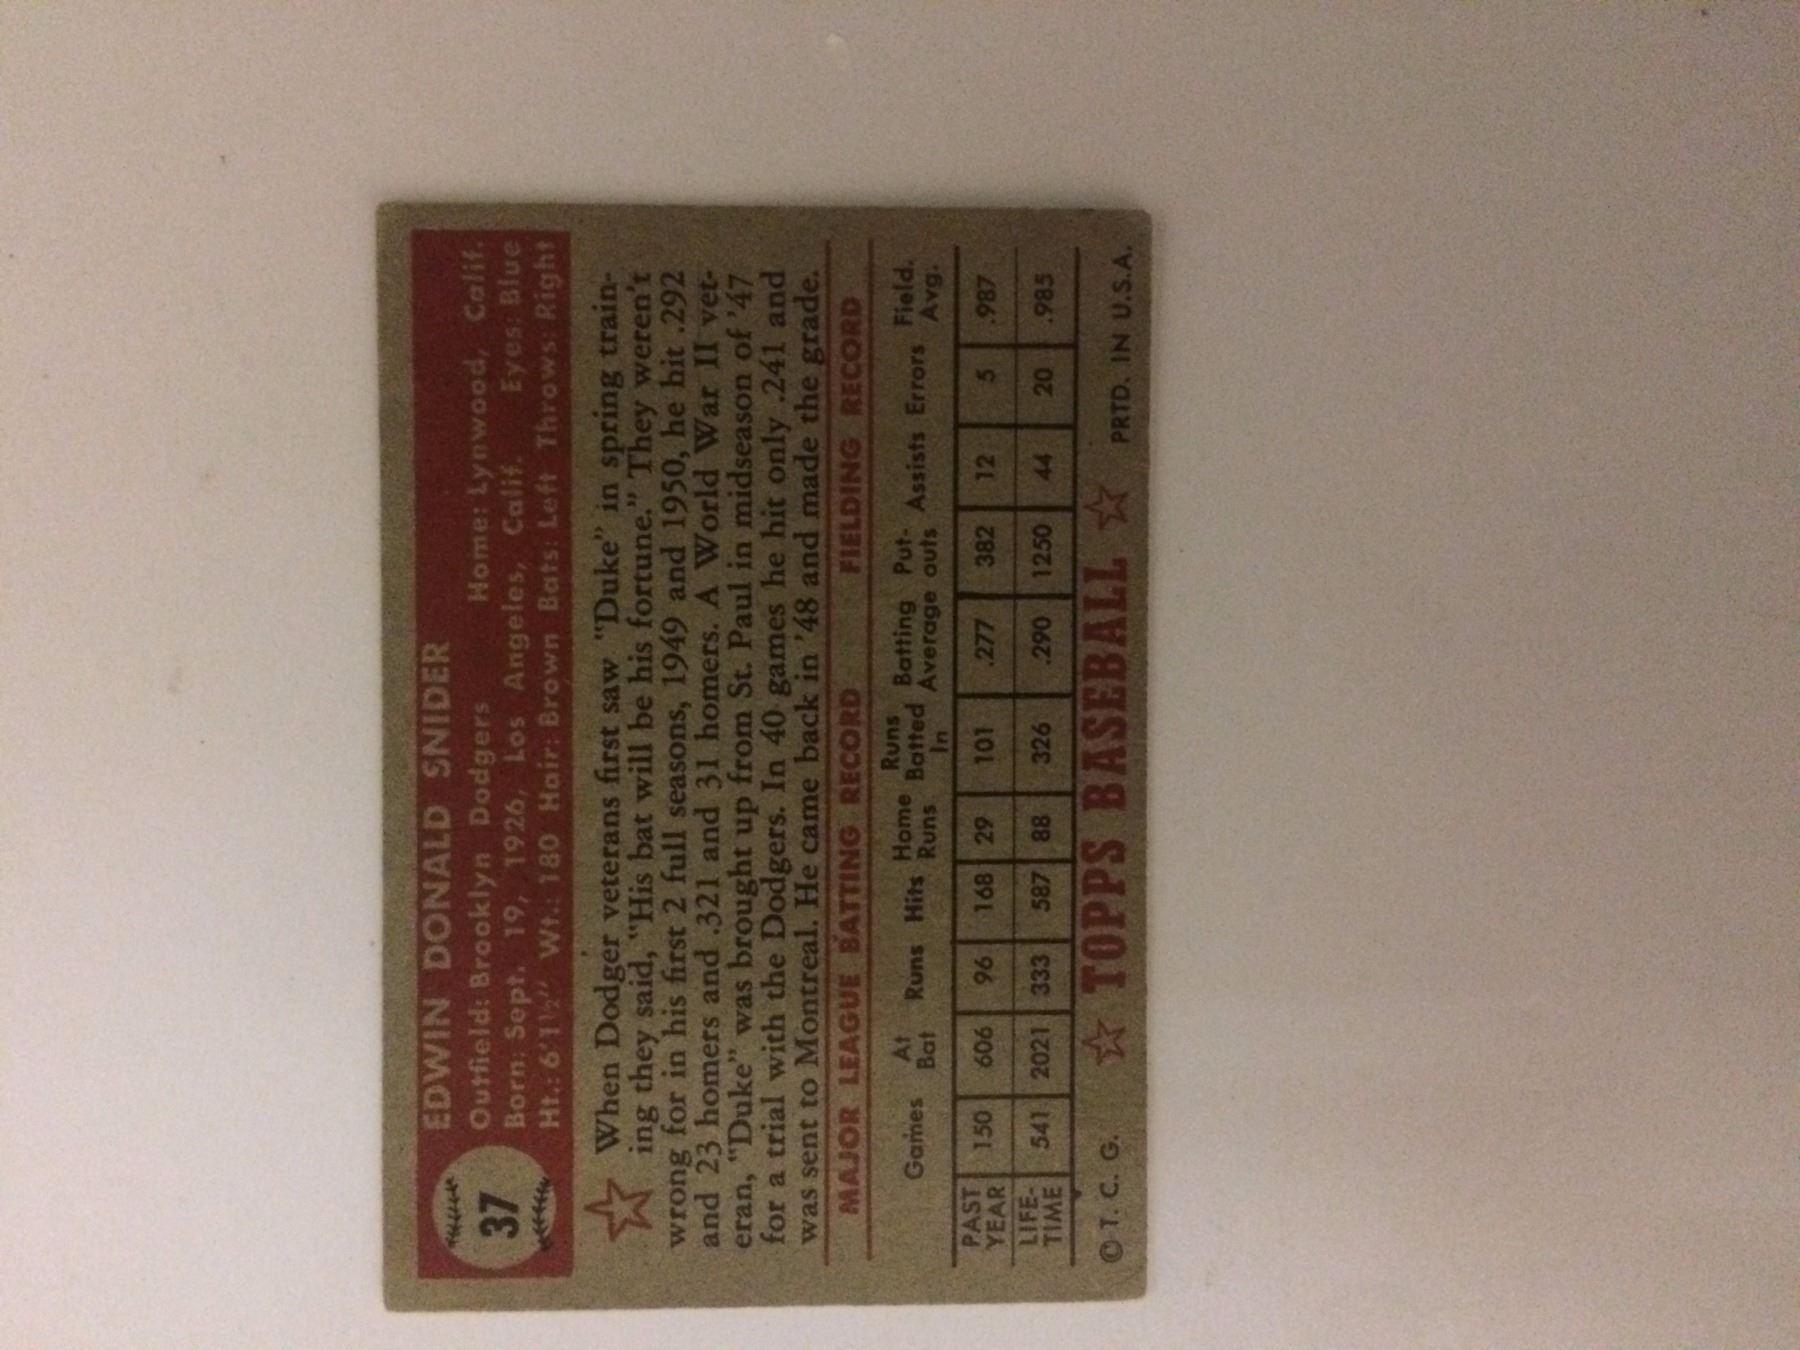 37
EDWIN DONALD SNIDER
Outfield: Brooklyn Dodgers Home: Lynwood, Calif.
Born: Sept. 19, 1926, Los Angeles, Calif. Eyes: Blue
Ht.: 6'1½" Wt.: 180 Hair: Brown Bats: Left Throws: Right
When Dodger veterans first saw "Duke" in spring train-
ing they said, "His bat will be his fortune." They weren't
wrong for in his first 2 full seasons, 1949 and 1950, he hit .292
and 23 homers and .321 and 31 homers. A World War II vet-
eran, "Duke" was brought up from St. Paul in midseason of '47
for a trial with the Dodgers. In 40 games he hit only .241 and
was sent to Montreal. He came back in '48 and made the grade.
MAJOR LEAGUE BATTING RECORD FIELDING RECORD
Games At Bat Runs Hits Home Runs Runs Batted In Batting Average Put-outs Assists Errors Field. Avg.
PAST YEAR 150 606 96 168 29 101 .277 382 12 5 .987
LIFE-TIME 541 2021 333 587 88 326 .290 1250 44 20 .985
© T. C. G. TOPPS BASEBALL PRTD. IN U.S.A.